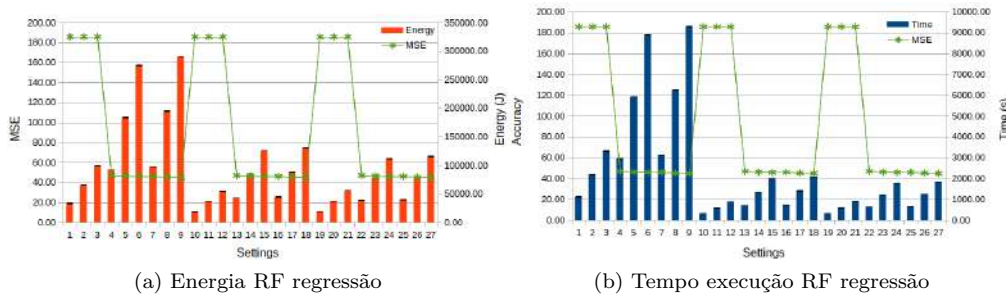 200.00
180.00
160.00
140.00
120.00
100.00
80.00
60.00
40.00
20.00
0.00
MSE
Energy
MSE
350000.00
300000.00
250000.00
200000.00
150000.00
100000.00
50000.00
0.00
Energy (J)
1 2 3 4 5 6 7 8 9 10 11 12 13 14 15 16 17 18 19 20 21 22 23 24 25 26 27
Settings
(a) Energia RF regressão
200.00
180.00
160.00
140.00
120.00
100.00
80.00
60.00
40.00
20.00
0.00
Accuracy
Time
MSE
10000.00
9000.00
8000.00
7000.00
6000.00
5000.00
4000.00
3000.00
2000.00
1000.00
0.00
Time (s)
1 2 3 4 5 6 7 8 9 10 11 12 13 14 15 16 17 18 19 20 21 22 23 24 25 26 27
Settings
(b) Tempo execução RF regressão